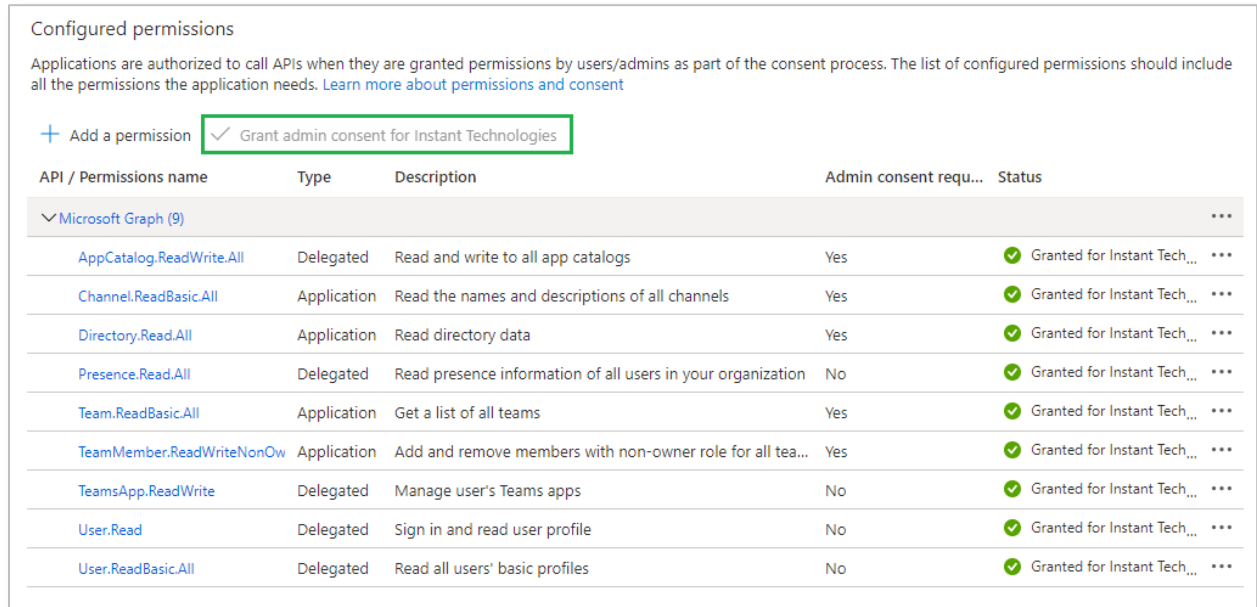 Configured permissions
Applications are authorized to call APIs when they are granted permissions by users/admins as part of the consent process. The list of configured permissions should include
all the permissions the application needs. Learn more about permissions and consent
Add a permission Grant admin consent for Instant Technologies
API / Permissions name Type Description Admin consent requ... Status
Microsoft Graph (9) ...
AppCatalog.ReadWrite.All Delegated Read and write to all app catalogs Yes Granted for Instant Tech... ...
Channel.ReadBasic.All Application Read the names and descriptions of all channels Yes Granted for Instant Tech... ...
Directory.Read.All Application Read directory data Yes Granted for Instant Tech... ...
Presence.Read.All Delegated Read presence information of all users in your organization No Granted for Instant Tech... ...
Team.ReadBasic.All Application Get a list of all teams Yes Granted for Instant Tech... ...
TeamMember.ReadWriteNonOw Application Add and remove members with non-owner role for all tea... Yes Granted for Instant Tech... ...
TeamsApp.ReadWrite Delegated Manage user's Teams apps No Granted for Instant Tech... ...
User.Read Delegated Sign in and read user profile No Granted for Instant Tech... ...
User.ReadBasic.All Delegated Read all users' basic profiles No Granted for Instant Tech... ...